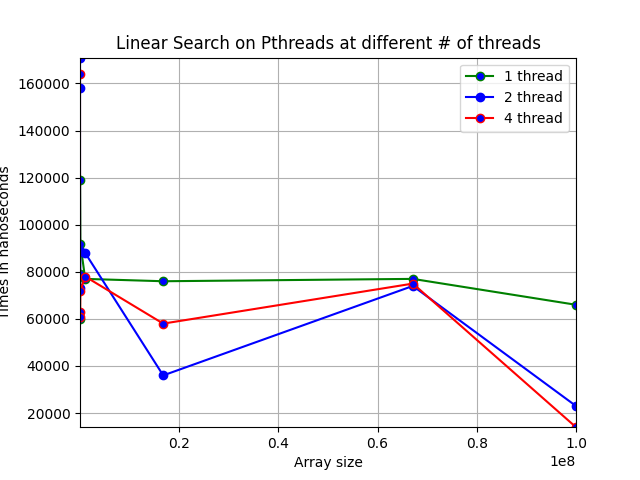 Linear Search on Pthreads at different # of threads
1 thread
2 thread
4 thread
160000
140000
120000
100000
80000
60000
40000
20000
Times in nanoseconds
0.2
0.4
0.6
0.8
1.0
1e8
Array size